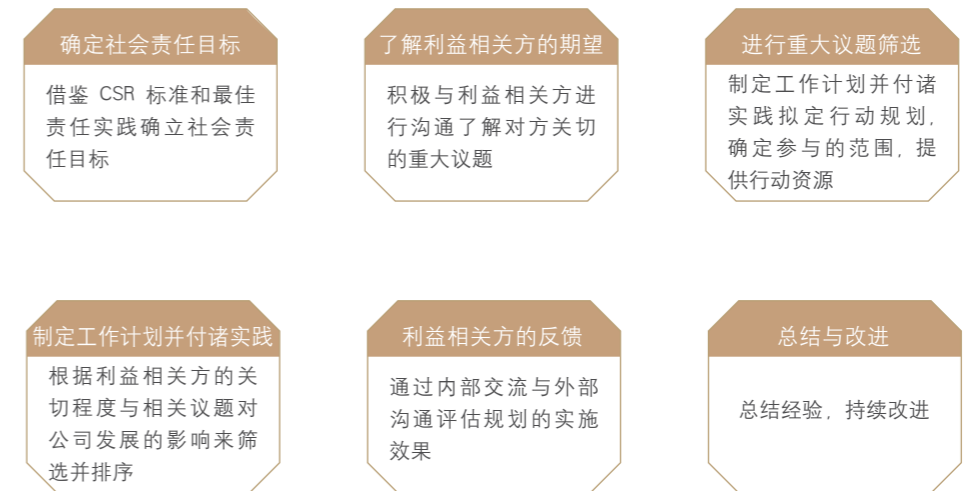 确定社会责任目标
借鉴 CSR 标准和最佳
责任实践确立社会责
任目标
了解利益相关方的期望
积极与利益相关方进
行沟通了解对方关切
的重大议题
进行重大议题筛选
制定工作计划并付诸
实践拟定行动规划,
确定参与的范围, 提
供行动资源
制定工作计划并付诸实践
根据利益相关方的关
切程度与相关议题对
公司发展的影响来筛
选并排序
利益相关方的反馈
通过内部交流与外部
沟通评估规划的实施
效果
总结与改进
总结经验, 持续改进